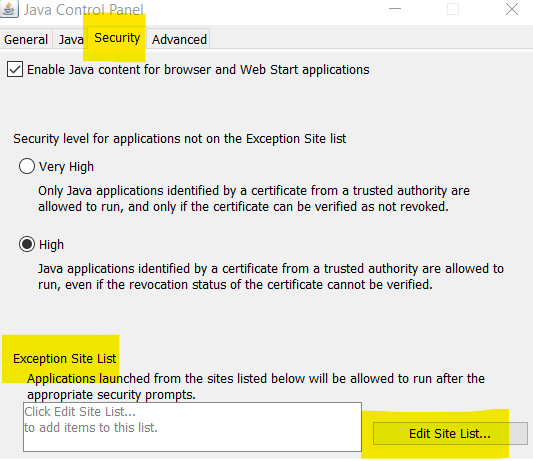 Java Control Panel
General Java Security Advanced
Enable Java content for browser and Web Start applications
Security level for applications not on the Exception Site list
Very High
Only Java applications identified by a certificate from a trusted authority are
allowed to run, and only if the certificate can be verified as not revoked.
High
Java applications identified by a certificate from a trusted authority are allowed to
run, even if the revocation status of the certificate cannot be verified.
Exception Site List
Applications launched from the sites listed below will be allowed to run after the
appropriate security prompts.
Click Edit Site List...
to add items to this list.
Edit Site List...